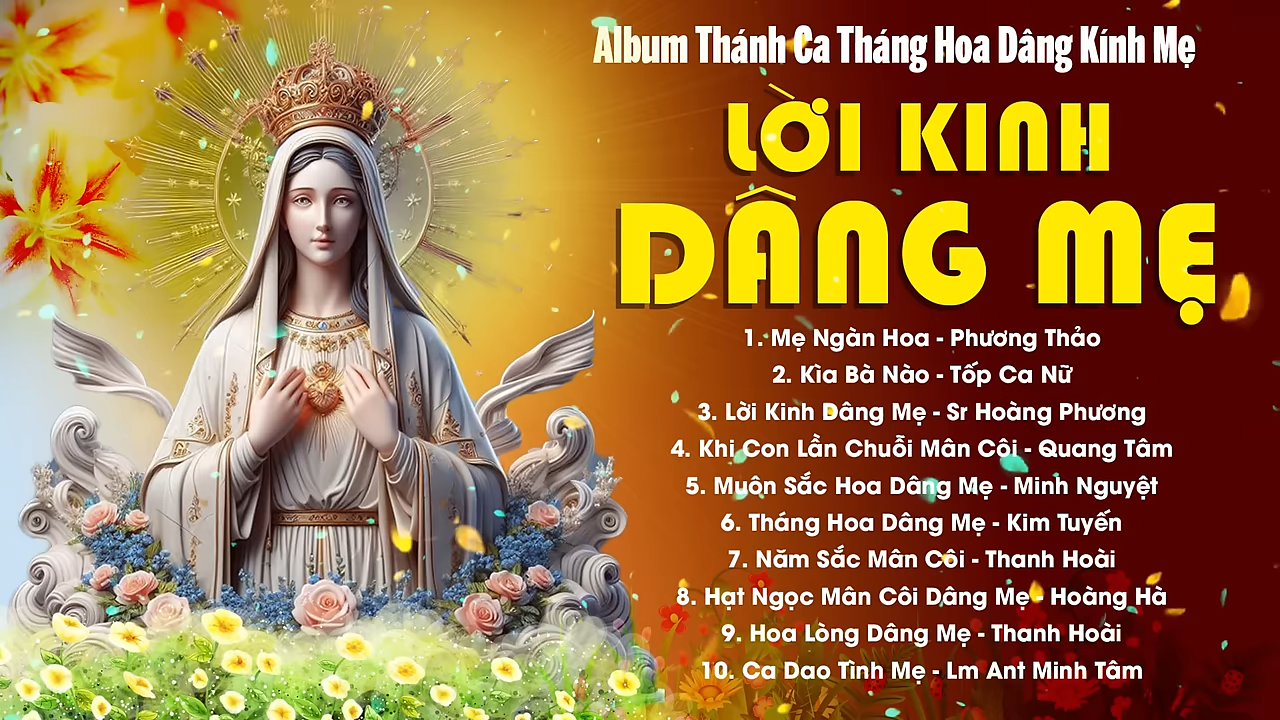 Album Thánh Ca Tháng Hoa Dâng Kính Mẹ
LỜI KINH
DÂNG MẸ
1. Mẹ Ngàn Hoa - Phương Thảo
2. Kìa Bà Nào - Tốp Ca Nữ
3. Lời Kinh Dâng Mẹ - Sr Hoàng Phương
4. Khi Con Lần Chuỗi Mân Côi - Quang Tâm
5. Muôn Sắc Hoa Dâng Mẹ - Minh Nguyệt
6. Tháng Hoa Dâng Mẹ - Kim Tuyến
7. Năm Sắc Mân Côi - Thanh Hoài
8. Hạt Ngọc Mân Côi Dâng Mẹ - Hoàng Hà
9. Hoa Lòng Dâng Mẹ - Thanh Hoài
10. Ca Dao Tình Mẹ - Lm Ant Minh Tâm